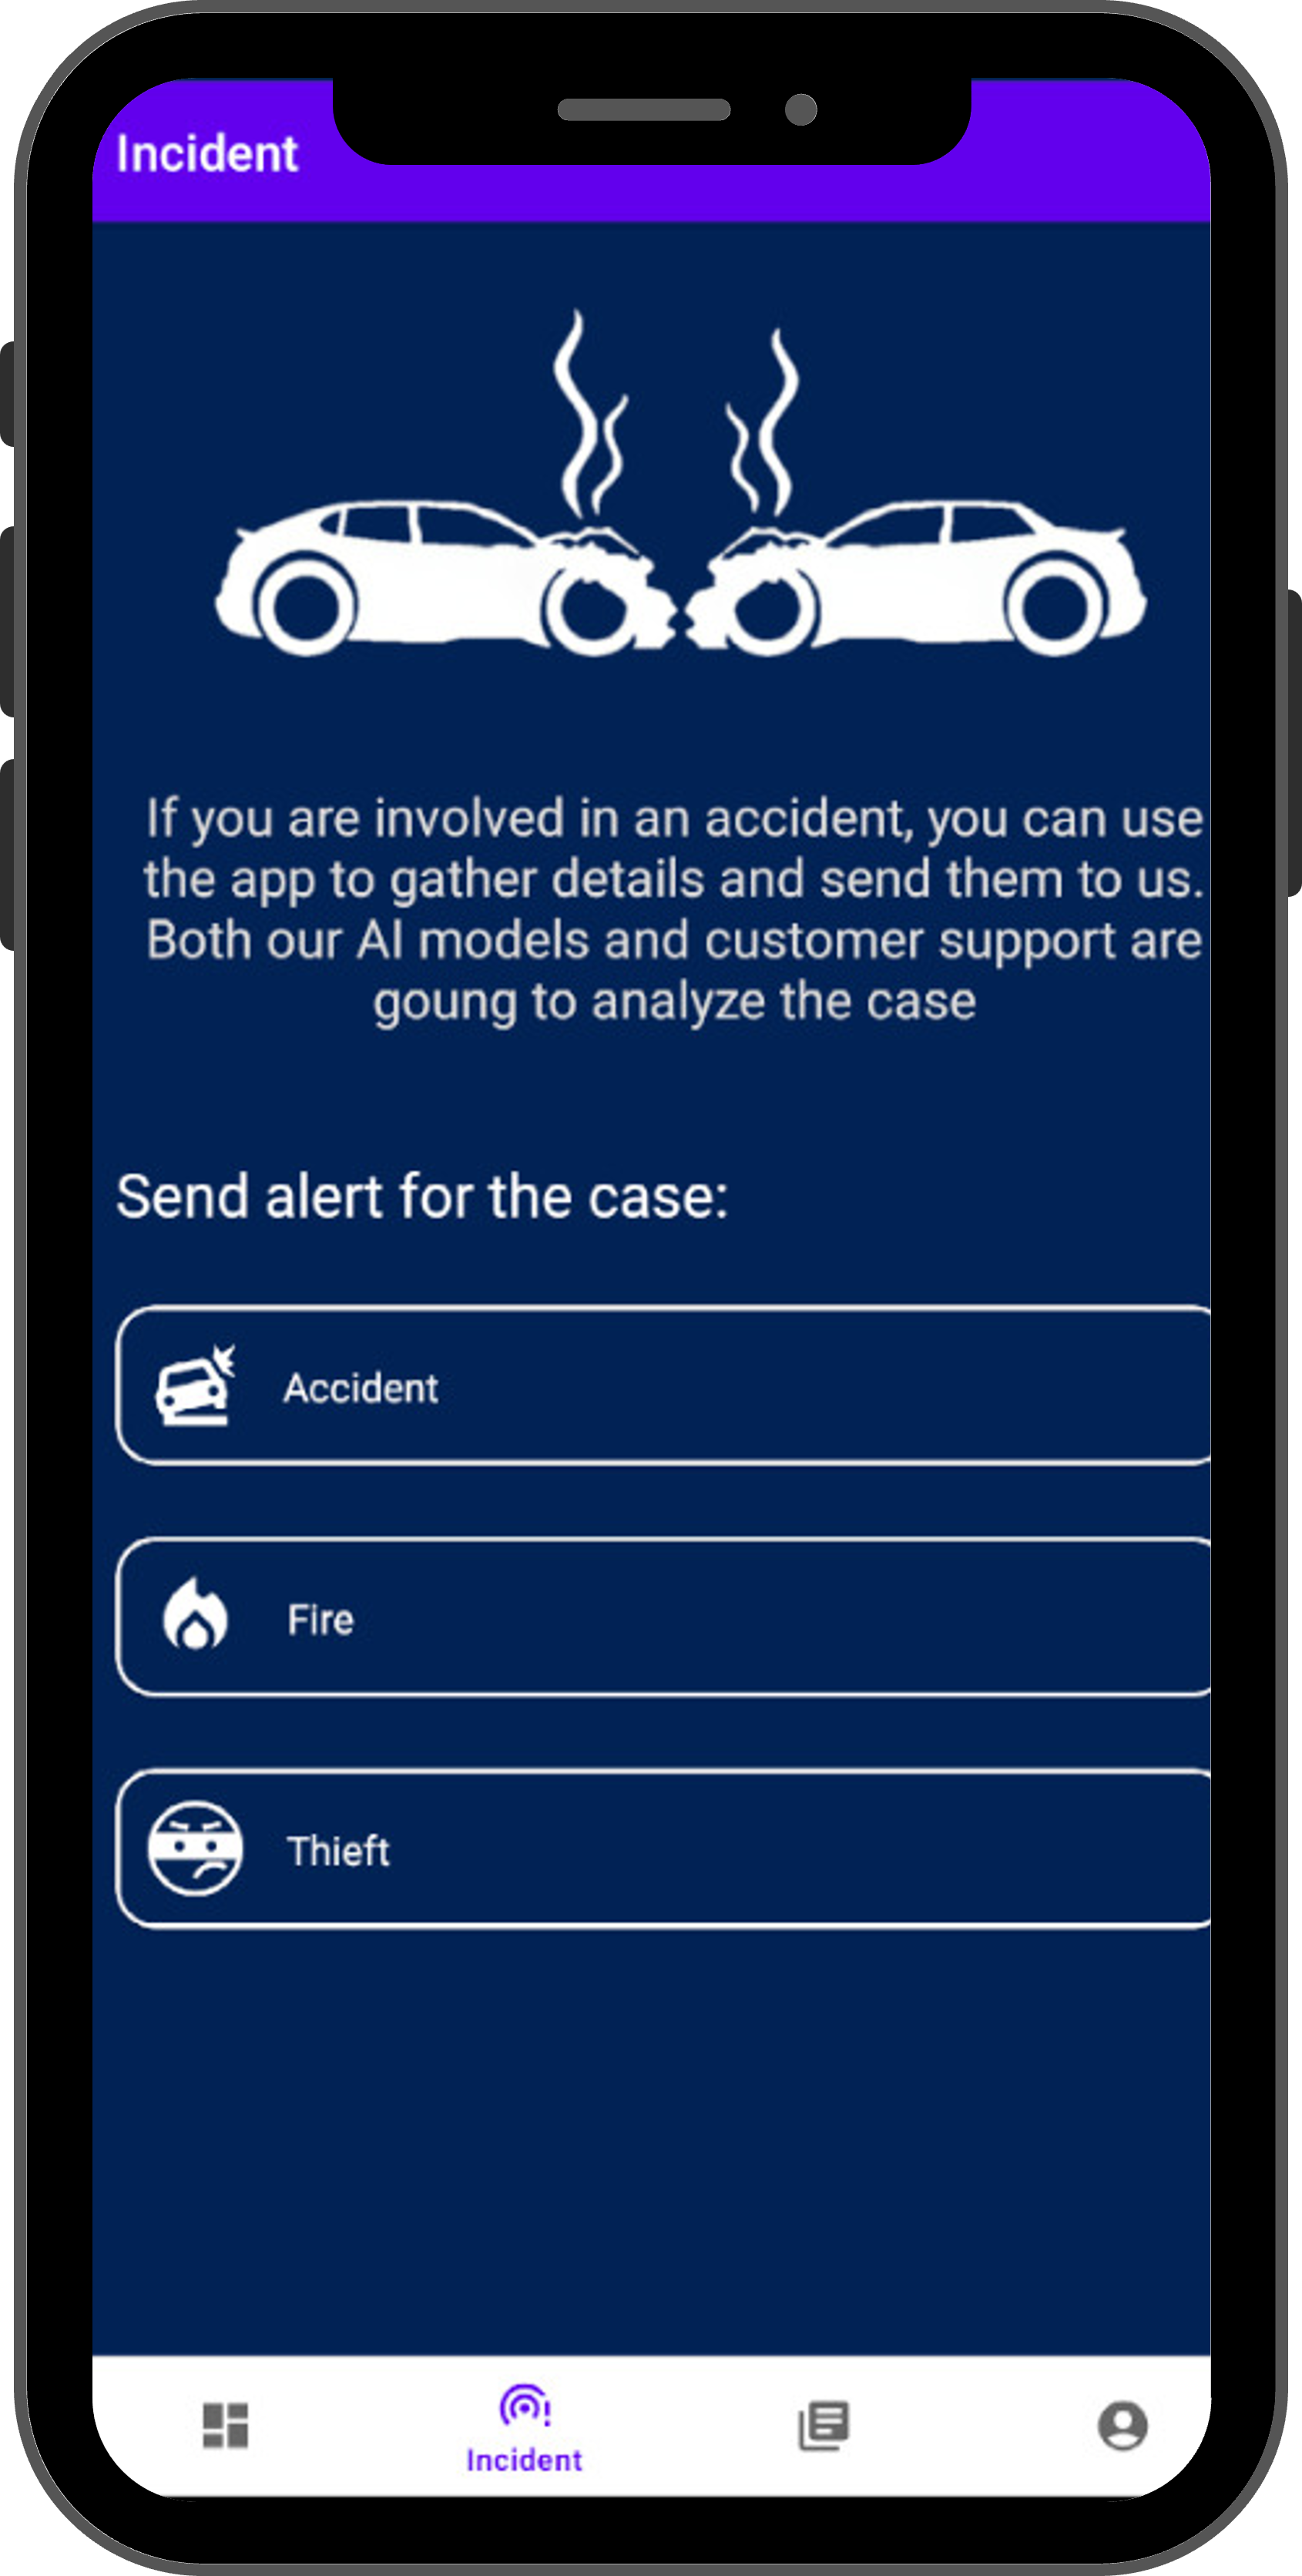 Incident
If you are involved in an accident, you can use
the app to gather details and send them to us.
Both our AI models and customer support are
goung to analyze the case
Send alert for the case:
Accident
Fire
Thieft
Incident